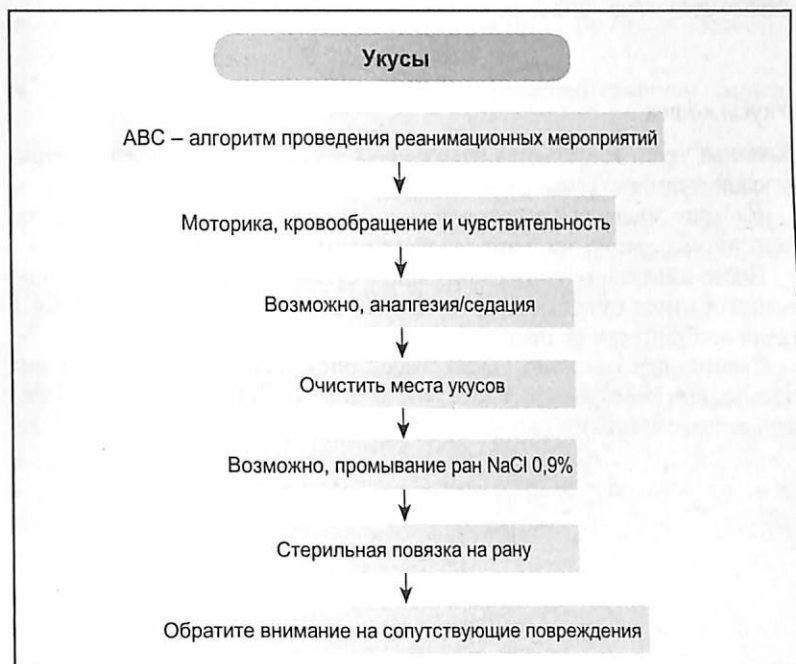 Укусы
ABC – алгоритм проведения реанимационных мероприятий
Моторика, кровообращение и чувствительность
Возможно, аналгезия/седация
Очистить места укусов
Возможно, промывание ран NaCl 0,9%
Стерильная повязка на рану
Обратите внимание на сопутствующие повреждения